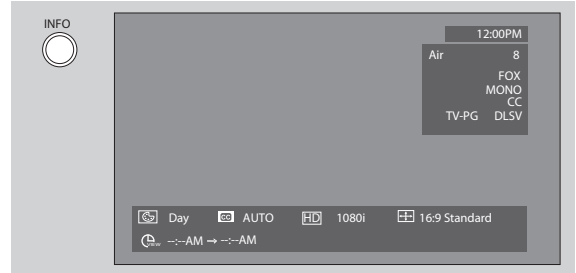 INFO
12:00PM
Air 8
FOX
MONO
CC
TV-PG DLSV
Day CC AUTO HD 1080i 16:9 Standard
--:--AM → --:--AM